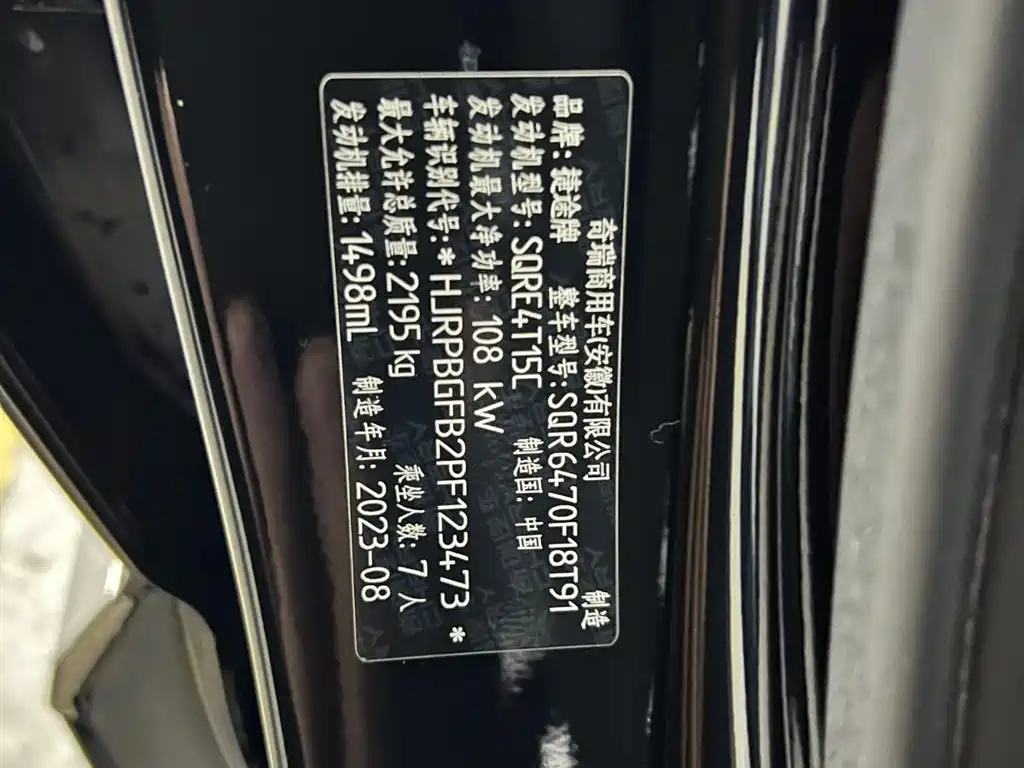 奇瑞商用车(安徽)有限公司 制造
品牌：捷途牌 整车型号：SQR6470F18T91
发动机型号：SQRE4T15C 制造国：中国
发动机最大净功率：108 kW
车辆识别代号：*HJRPBGFB2PF123473*
最大允许总质量：2195 kg 乘坐人数：7 人
发动机排量：1498mL 制造年月：2023-08